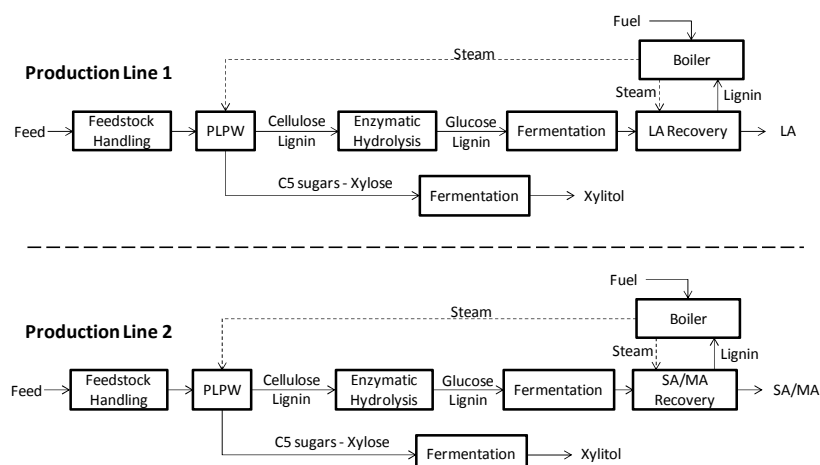 Fuel
Steam
Boiler
Production Line 1
Steam
Lignin
Feed
Feedstock
Handling
PLPW
Cellulose
Lignin
Enzymatic
Hydrolysis
Glucose
Lignin
Fermentation
LA Recovery
LA
C5 sugars - Xylose
Fermentation
Xylitol
Fuel
Steam
Boiler
Production Line 2
Steam
Lignin
Feed
Feedstock
Handling
PLPW
Cellulose
Lignin
Enzymatic
Hydrolysis
Glucose
Lignin
Fermentation
SA/MA
Recovery
SA/MA
C5 sugars - Xylose
Fermentation
Xylitol